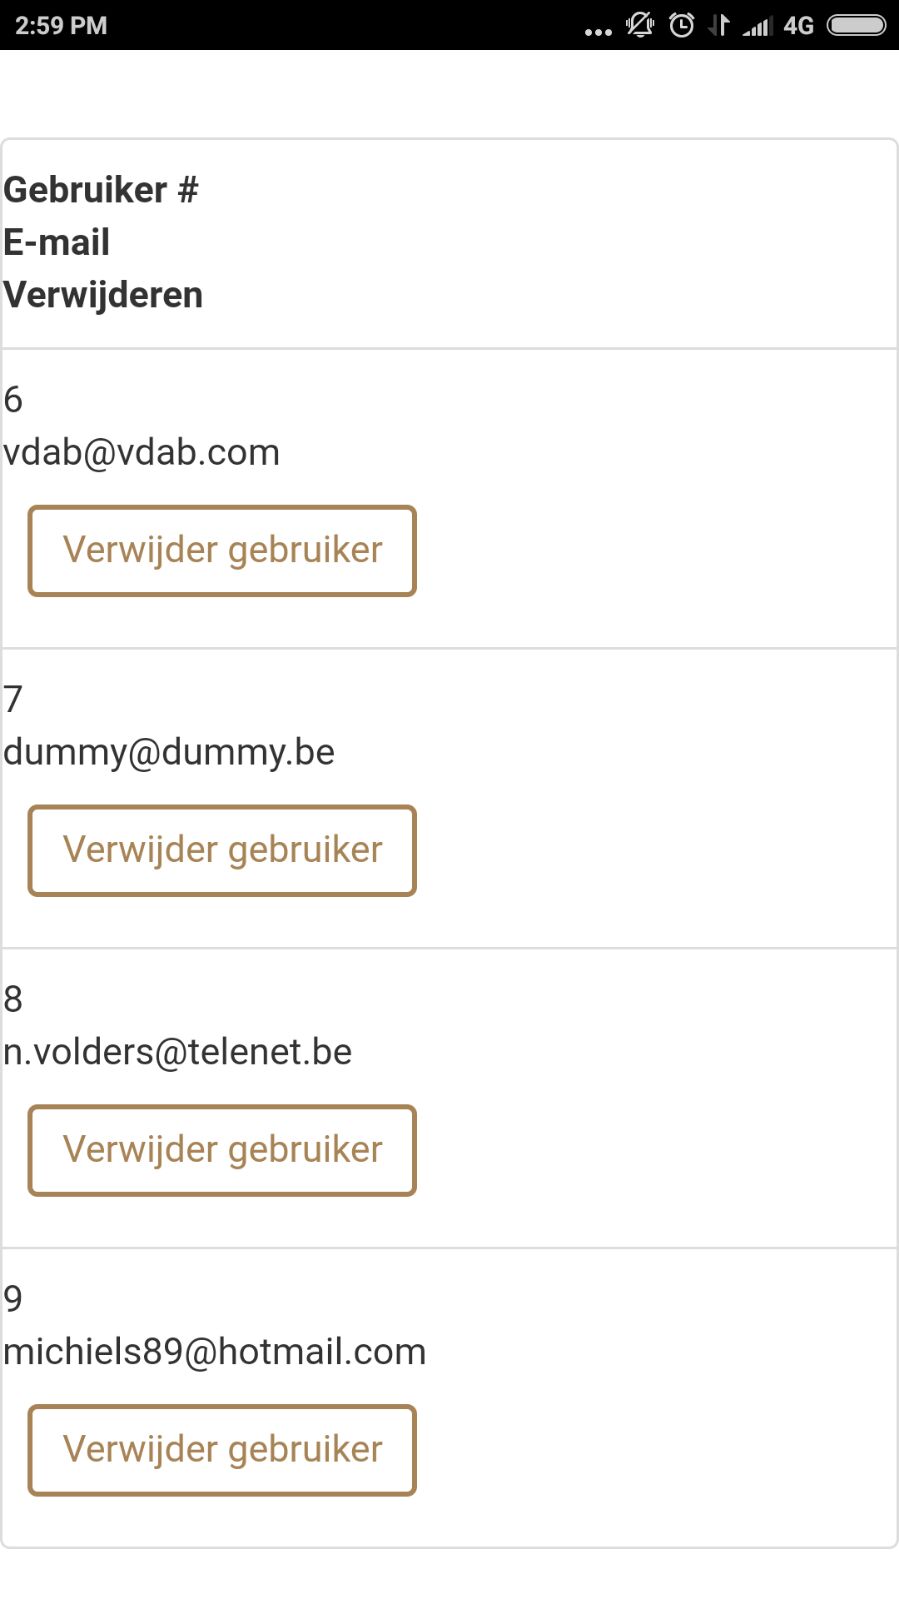 2:59 PM
4G
Gebruiker #
E-mail
Verwijderen
6
vdab@vdab.com
Verwijder gebruiker
7
dummy@dummy.be
Verwijder gebruiker
8
n.volders@telenet.be
Verwijder gebruiker
9
michiels89@hotmail.com
Verwijder gebruiker